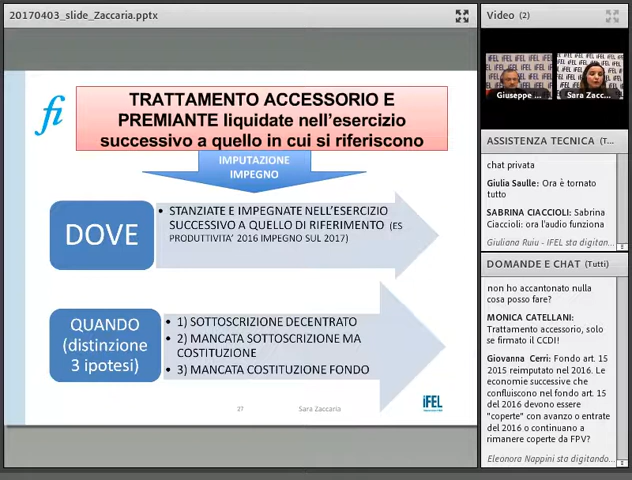 20170403_slide_Zaccaria.pptx
TRATTAMENTO ACCESSORIO E
PREMIANTE liquidate nell'esercizio
successivo a quello in cui si riferiscono
IMPUTAZIONE
IMPEGNO
DOVE
• STANZIATE E IMPEGNATE NELL'ESERCIZIO
SUCCESSIVO A QUELLO DI RIFERIMENTO (ES
PRODUTTIVITA' 2016 IMPEGNO SUL 2017)
QUANDO
(distinzione
3 ipotesi)
• 1) SOTTOSCRIZIONE DECENTRATO
• 2) MANCATA SOTTOSCRIZIONE MA
COSTITUZIONE
• 3) MANCATA COSTITUZIONE FONDO
Sara Zaccaria
iFEL
Video (2)
Giuseppe ...
Sara Zacc...
ASSISTENZA TECNICA (T...
chat privata
Giulia Saulle: Ora è tornato
tutto
SABRINA CIACCIOLI: Sabrina
Ciaccioli: ora l'audio funziona
Giuliana Ruiu - IFEL sta digitan...
DOMANDE E CHAT (Tutti)
non ho accantonato nulla
cosa posso fare?
MONICA CATELLANI:
Trattamento accessorio, solo
se firmato il CCDI!
Giovanna Cerri: Fondo art. 15
2015 reimputato nel 2016. Le
economie successive che
confluiscono nel fondo art. 15
del 2016 devono essere
"coperte" con avanzo o entrate
del 2016 o continuano a
rimanere coperte da FPV?
Eleonora Nappini sta digitando...